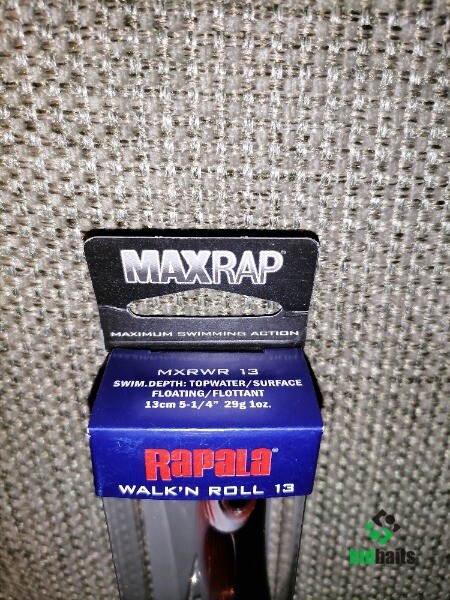 MAXRAP®
MAXIMUM SWIMMING ACTION
MXRWR 13
SWIM.DEPTH: TOPWATER/SURFACE
FLOATING/FLOTTANT
13cm 5-1/4" 29g 1oz.
Rapala®
WALK'N ROLL 13
bidbaits